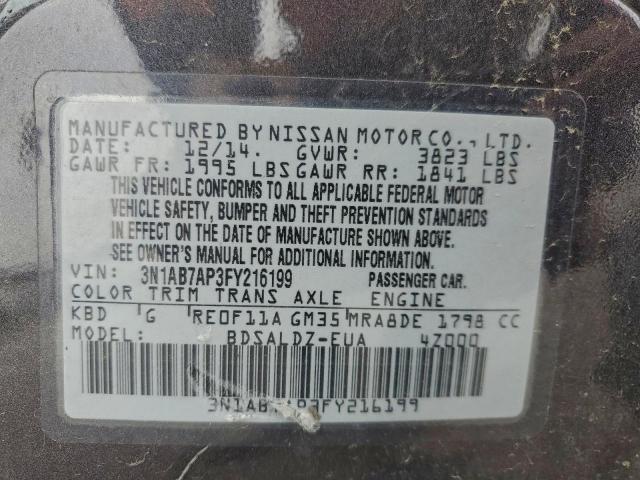 MANUFACTURED BY NISSAN MOTOR CO., LTD.
DATE: 12/14. GVWR: 3823 LBS
GAWR FR: 1995 LBS GAWR RR: 1841 LBS
THIS VEHICLE CONFORMS TO ALL APPLICABLE FEDERAL MOTOR
VEHICLE SAFETY, BUMPER AND THEFT PREVENTION STANDARDS
IN EFFECT ON THE DATE OF MANUFACTURE SHOWN ABOVE.
SEE OWNER'S MANUAL FOR ADDITIONAL INFORMATION.
VIN: 3N1AB7AP3FY216199 PASSENGER CAR.
COLOR TRIM TRANS AXLE ENGINE
KBD G RE0F11A GM35 MRA8DE 1798 CC
MODEL: BDSALDZ-EUA 4Z000
3N1AB7AP3FY216199